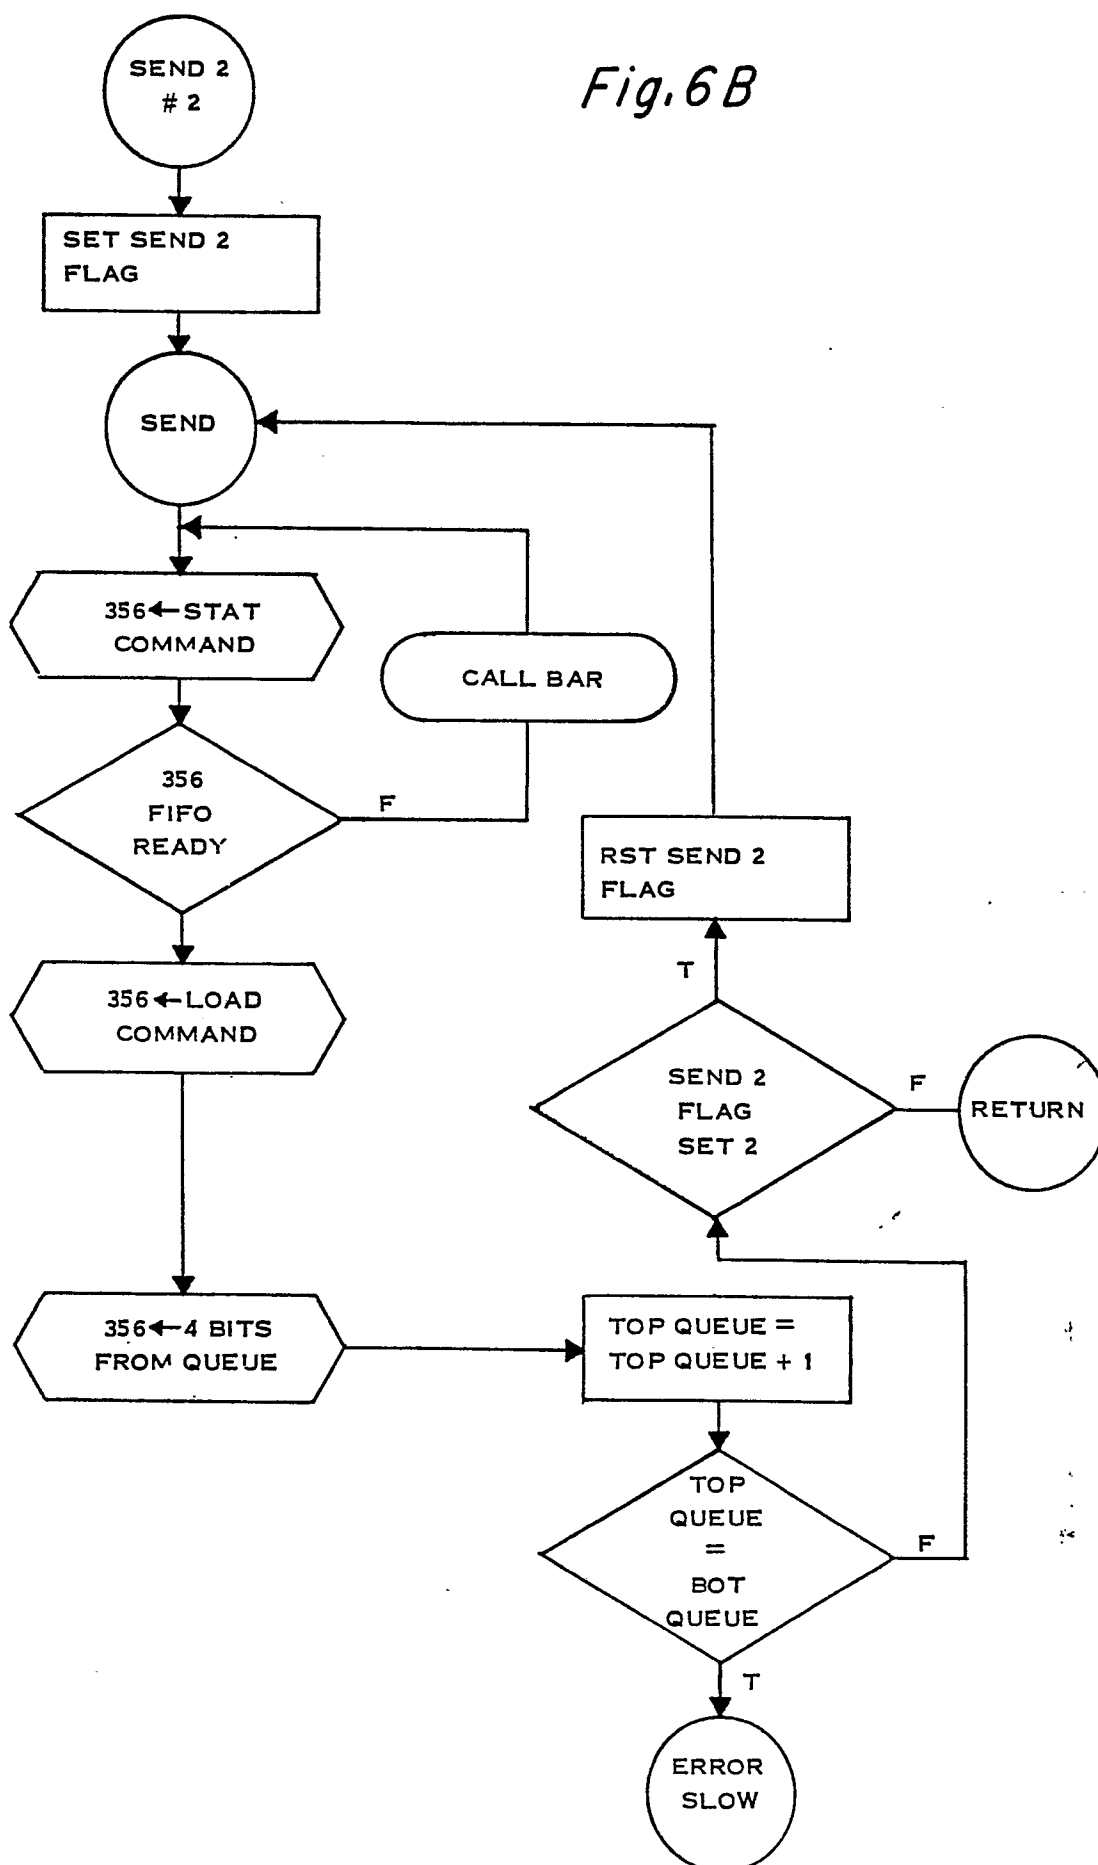 Fig. 6B
SEND 2
# 2
SET SEND 2
FLAG
SEND
356←STAT
COMMAND
CALL BAR
356
FIFO
READY
F
356←LOAD
COMMAND
356←4 BITS
FROM QUEUE
TOP QUEUE =
TOP QUEUE + 1
TOP
QUEUE
=
BOT
QUEUE
F
T
ERROR
SLOW
SEND 2
FLAG
SET 2
F
RETURN
T
RST SEND 2
FLAG